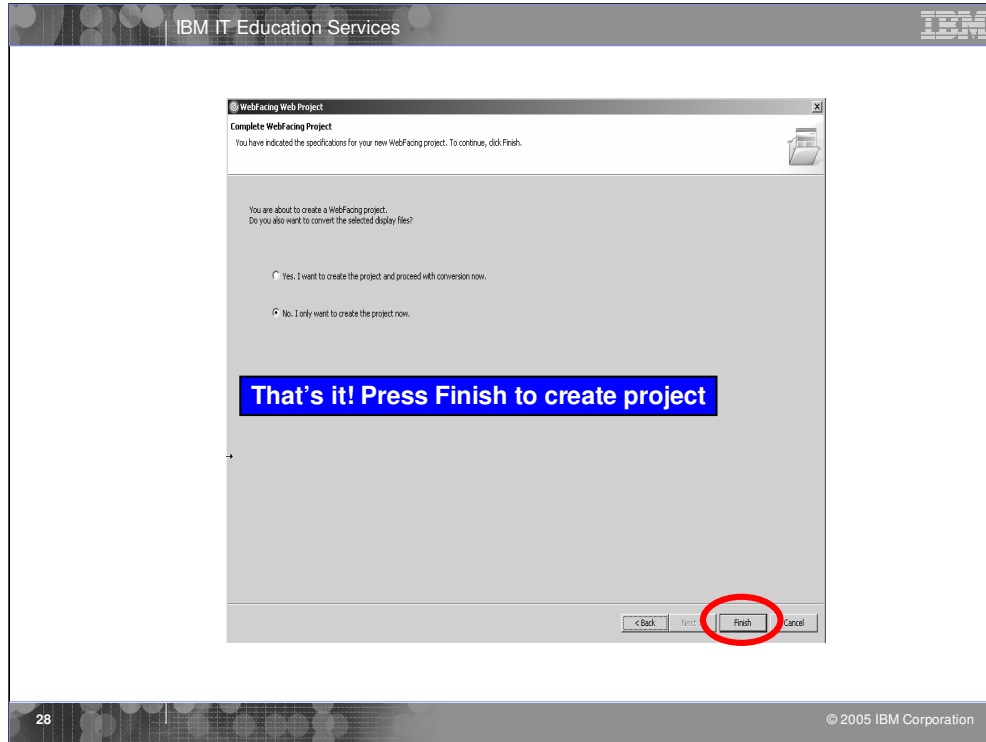 IBM IT Education Services
IBM
WebFacing Web Project
Complete WebFacing Project
You have indicated the specifications for your new WebFacing project. To continue, click Finish.
You are about to create a WebFacing project.
Do you also want to convert the selected display files?
Yes. I want to create the project and proceed with conversion now.
No. I only want to create the project now.
That's it! Press Finish to create project
< Back Next Finish Cancel
28
© 2005 IBM Corporation